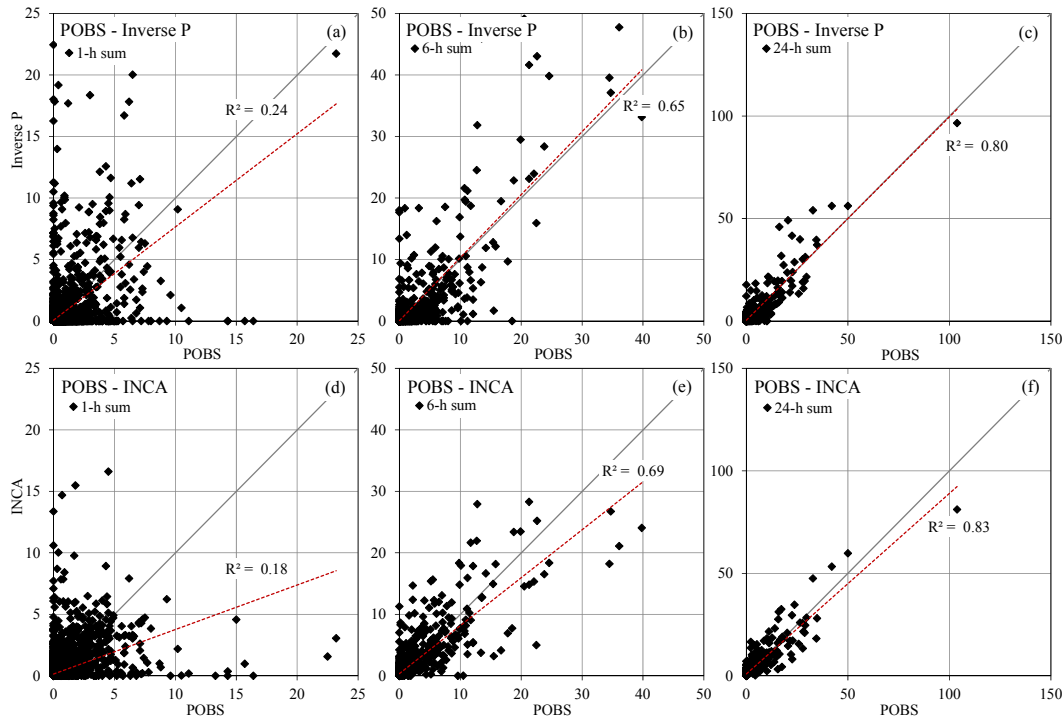 POBS - Inverse P
1-h sum
(a)
R² = 0.24
Inverse P
25
20
15
10
5
0
0 5 10 15 20 25
POBS
POBS - Inverse P
6-h sum
(b)
R² = 0.65
50
40
30
20
10
0
0 10 20 30 40 50
POBS
POBS - Inverse P
24-h sum
(c)
R² = 0.80
150
100
50
0
0 50 100 150
POBS
POBS - INCA
1-h sum
(d)
R² = 0.18
INCA
25
20
15
10
5
0
0 5 10 15 20 25
POBS
POBS - INCA
6-h sum
(e)
R² = 0.69
50
40
30
20
10
0
0 10 20 30 40 50
POBS
POBS - INCA
24-h sum
(f)
R² = 0.83
150
100
50
0
0 50 100 150
POBS